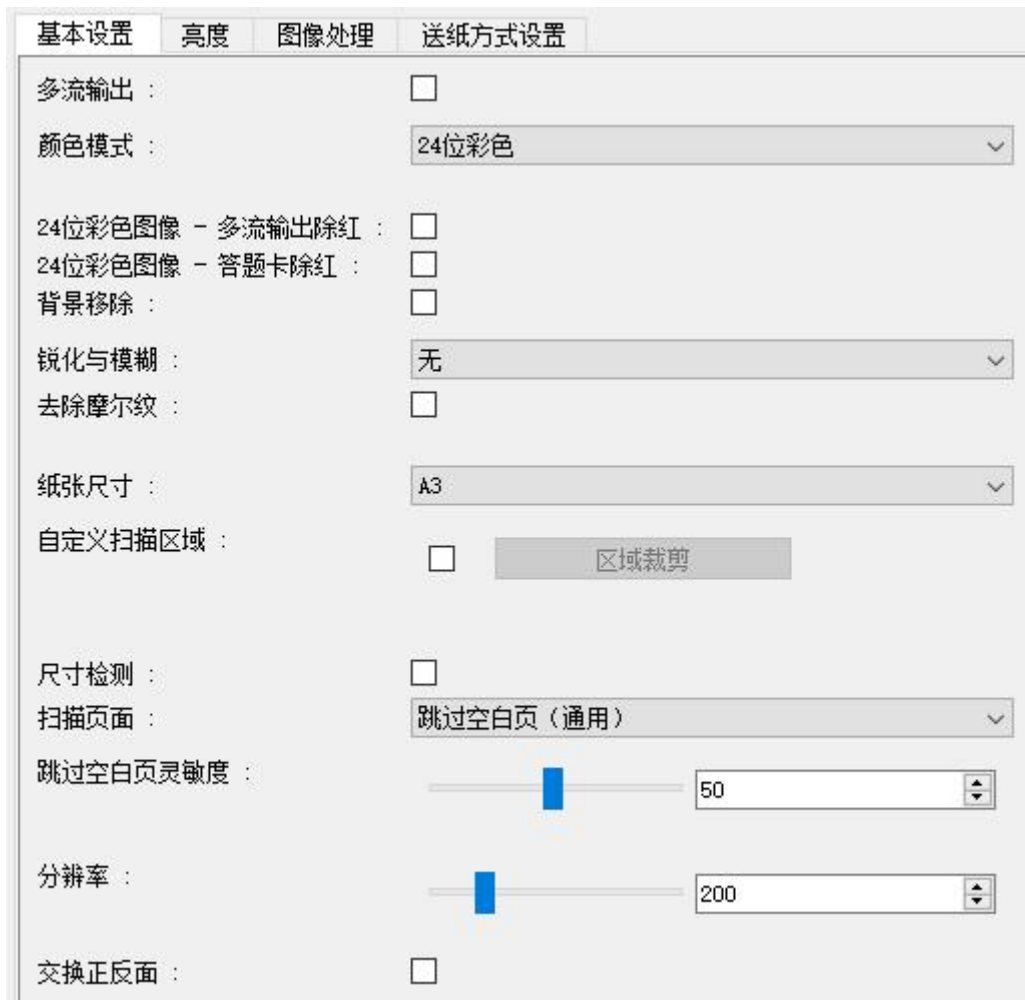 基本设置 亮度 图像处理 送纸方式设置
多流输出 :
颜色模式 : 24位彩色
24位彩色图像 - 多流输出除红 :
24位彩色图像 - 答题卡除红 :
背景移除 :
锐化与模糊 : 无
去除摩尔纹 :
纸张尺寸 : A3
自定义扫描区域 : 区域裁剪
尺寸检测 :
扫描页面 : 跳过空白页（通用）
跳过空白页灵敏度 : 50
分辨率 : 200
交换正反面 :